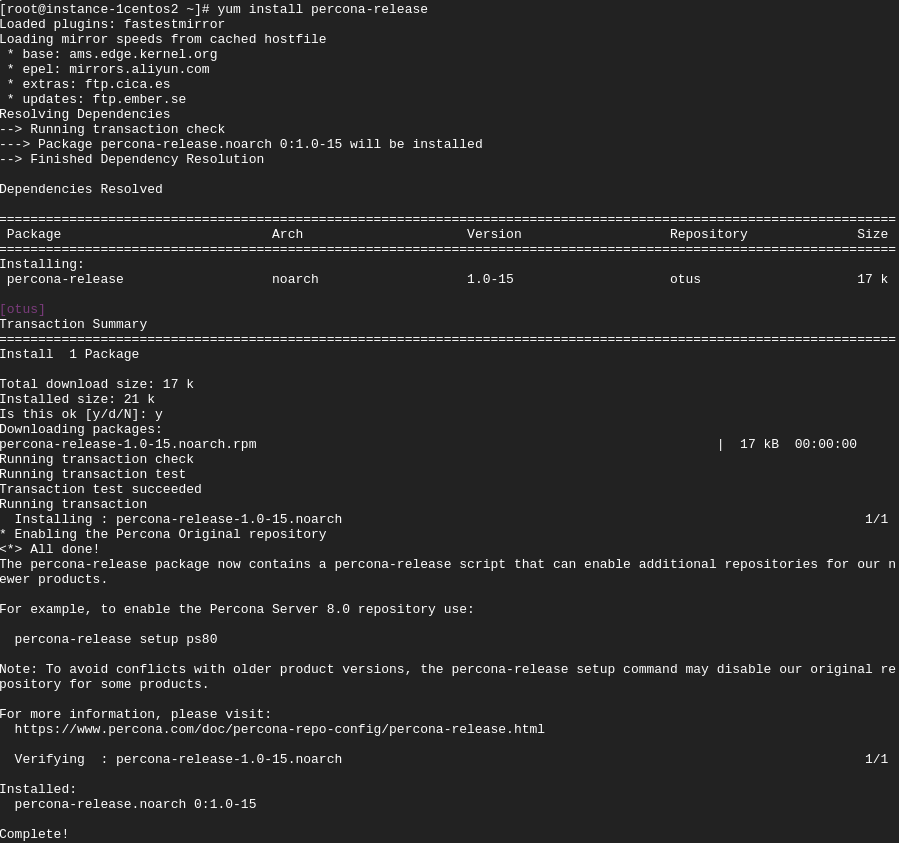 [root@instance-1centos2 ~]# yum install percona-release
Loaded plugins: fastestmirror
Loading mirror speeds from cached hostfile
 * base: ams.edge.kernel.org
 * epel: mirrors.aliyun.com
 * extras: ftp.cica.es
 * updates: ftp.ember.se
Resolving Dependencies
--> Running transaction check
---> Package percona-release.noarch 0:1.0-15 will be installed
--> Finished Dependency Resolution

Dependencies Resolved

===================================================================================================================
 Package                           Arch                     Version                   Repository              Size
===================================================================================================================
Installing:
 percona-release                   noarch                   1.0-15                    otus                    17 k

[otus]
Transaction Summary
===================================================================================================================
Install  1 Package

Total download size: 17 k
Installed size: 21 k
Is this ok [y/d/N]: y
Downloading packages:
percona-release-1.0-15.noarch.rpm                                                           |  17 kB  00:00:00
Running transaction check
Running transaction test
Transaction test succeeded
Running transaction
  Installing : percona-release-1.0-15.noarch                                                                   1/1
* Enabling the Percona Original repository
<*> All done!
The percona-release package now contains a percona-release script that can enable additional repositories for our n
ewer products.

For example, to enable the Percona Server 8.0 repository use:

  percona-release setup ps80

Note: To avoid conflicts with older product versions, the percona-release setup command may disable our original re
pository for some products.

For more information, please visit:
  https://www.percona.com/doc/percona-repo-config/percona-release.html

  Verifying  : percona-release-1.0-15.noarch                                                                   1/1

Installed:
  percona-release.noarch 0:1.0-15

Complete!